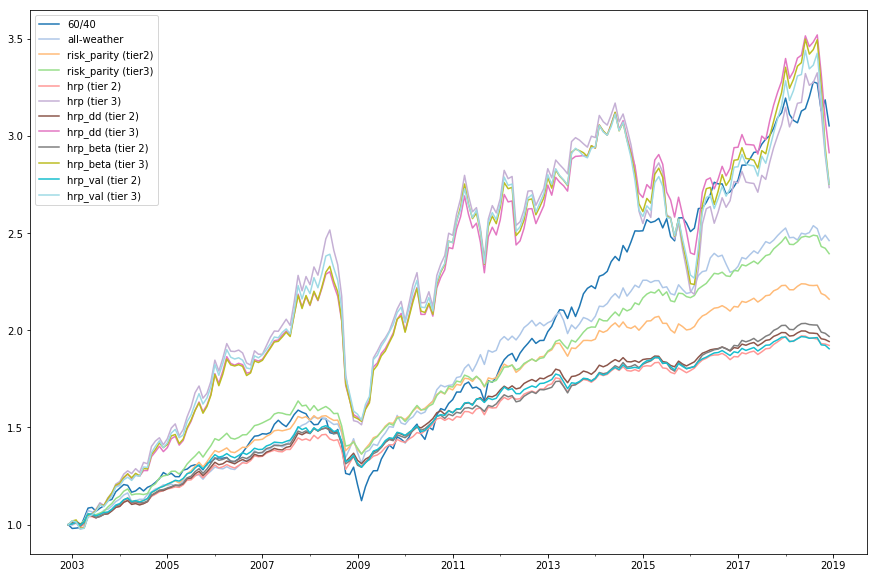 60/40
all-weather
risk_parity (tier2)
risk_parity (tier3)
hrp (tier 2)
hrp (tier 3)
hrp_dd (tier 2)
hrp_dd (tier 3)
hrp_beta (tier 2)
hrp_beta (tier 3)
hrp_val (tier 2)
hrp_val (tier 3)
3.5
3.0
2.5
2.0
1.5
1.0
2003 2005 2007 2009 2011 2013 2015 2017 2019